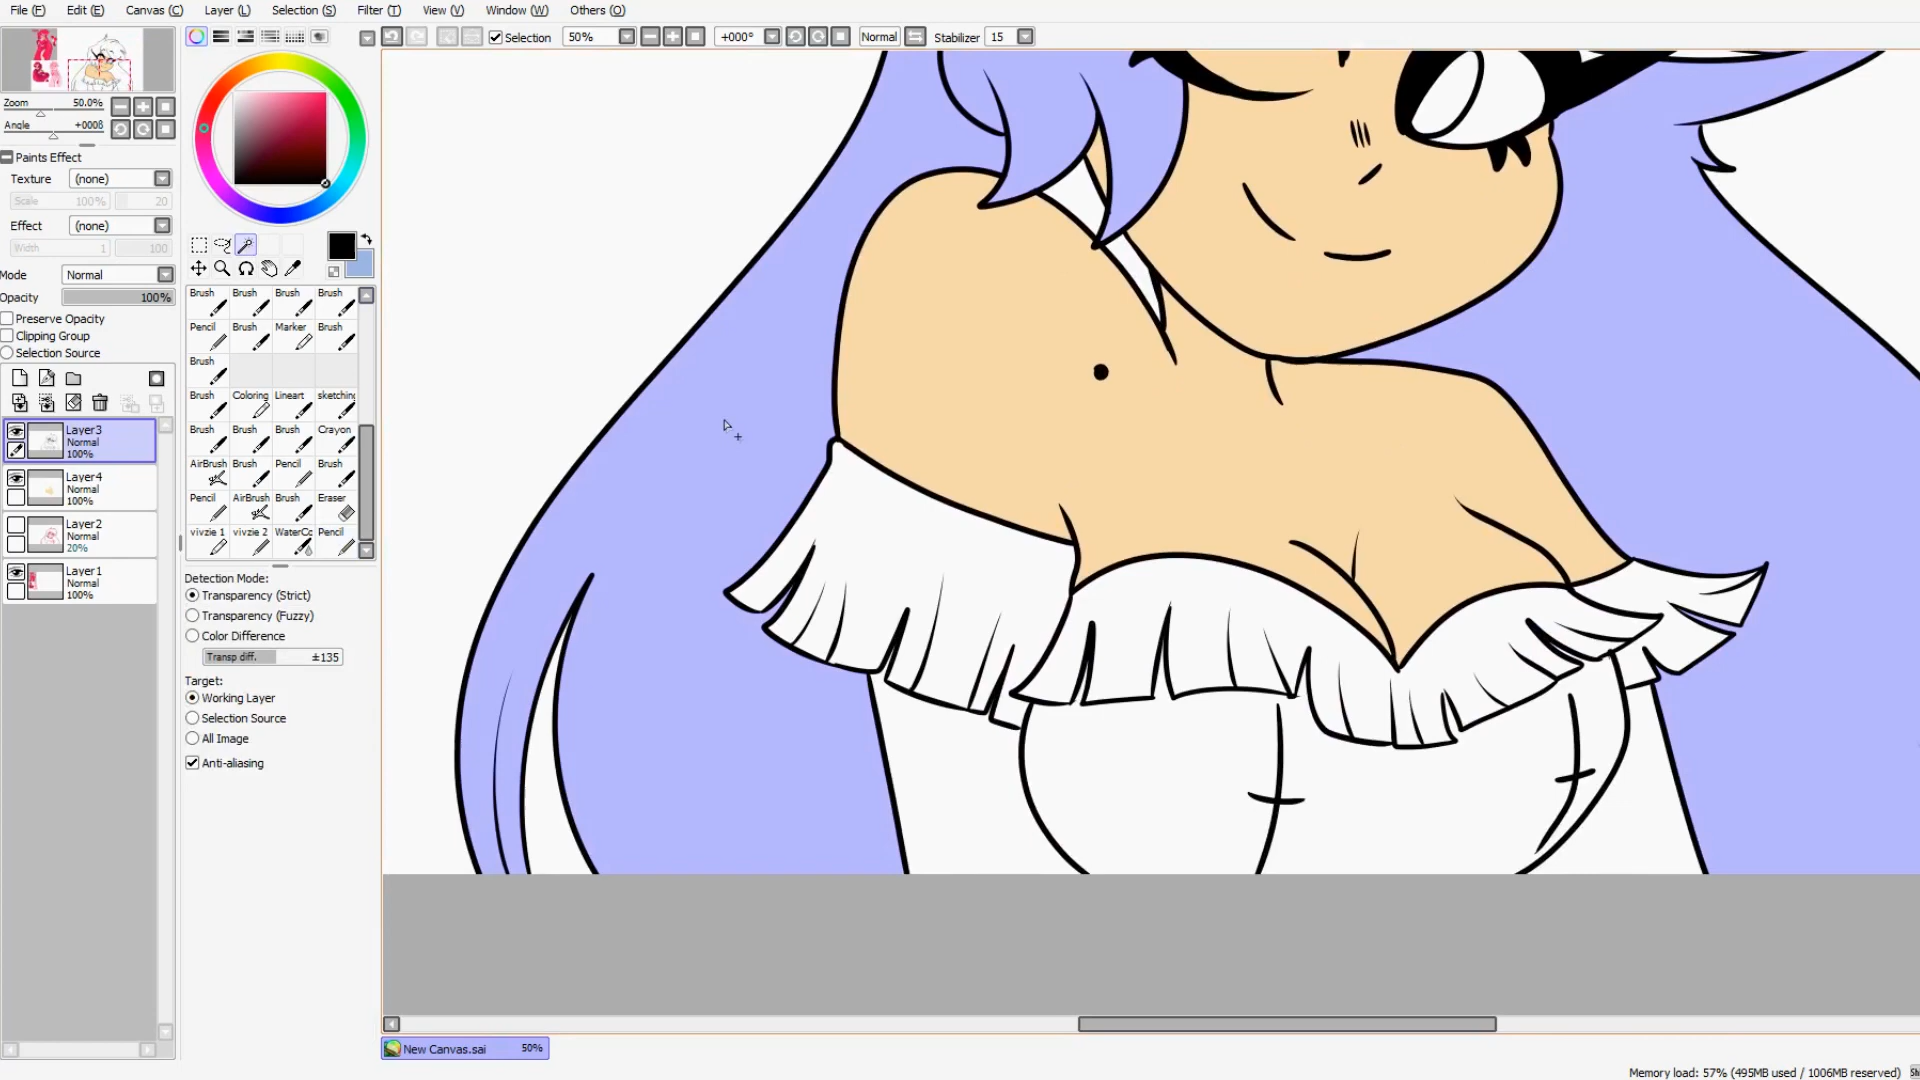 File (F) Edit (E) Canvas (C) Layer (L) Selection (S) Filter (T) View (V) Window (W) Others (O)
Selection 50% +000° Normal Stabilizer 15
Zoom 50.0%
Angle +000ß
Paints Effect
Texture (none)
Scale 100% 20
Effect (none)
Width 1 100
Mode Normal
Opacity 100%
Preserve Opacity
Clipping Group
Selection Source
Layer3
Normal
100%
Layer4
Normal
100%
Layer2
Normal
20%
Layer1
Normal
100%
Brush Brush Brush Brush
Pencil Brush Marker Brush
Brush
Brush Coloring Lineart sketching
Brush Brush Brush Crayon
AirBrush Brush Pencil Brush
Pencil AirBrush Brush Eraser
vivzie 1 vivzie 2 WaterCo Pencil
Detection Mode:
Transparency (Strict)
Transparency (Fuzzy)
Color Difference
Transp diff. ±135
Target:
Working Layer
Selection Source
All Image
Anti-aliasing
New Canvas.sai 50%
Memory load: 57% (495MB used / 1006MB reserved) Sh